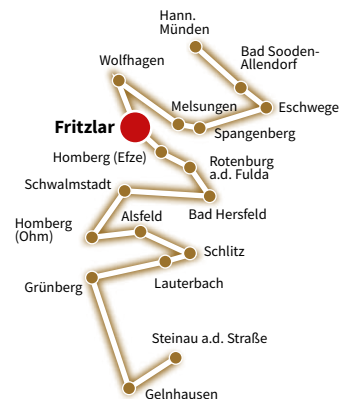 Hann.
Münden
Bad Sooden-
Allendorf
Wolfhagen
Melsungen
Eschwege
Fritzlar
Spangenberg
Homberg (Efze)
Rotenburg
a.d. Fulda
Schwalmstadt
Bad Hersfeld
Homberg
(Ohm)
Alsfeld
Schlitz
Grünberg
Lauterbach
Steinau a.d. Straße
Gelnhausen